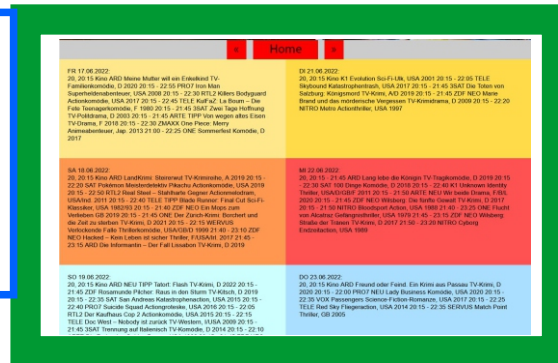 « Home »
FR 17.06.2022:
20, 20:15 Kino ARD Meine Mutter will ein Enkelkind TV-
Familienkomödie, D 2020 20:15 - 22:55 PRO7 Iron Man
Superheldenabenteuer, USA 2008 20:15 - 22:30 RTL2 Killers Bodyguard
Actionkomödie, USA 2017 20:15 - 22:45 TELE KalFaZ: La Boum – Die
Fete Teenagerkomödie, F 1980 20:15 - 21:45 3SAT Zwei Tage Hoffnung
TV-Politdrama, D 2003 20:15 - 21:45 ARTE TIPP Von wegen altes Eisen
TV-Drama, F 2018 20:15 - 22:30 ZMAXX One Piece: Merry
Animeabenteuer, Jap. 2013 21:00 - 22:25 ONE Sommerfest Komödie, D
2017
DI 21.06.2022:
20, 20:15 Kino K1 Evolution Sci-Fi-Ulk, USA 2001 20:15 - 22:05 TELE
Skybound Katastrophentrash, USA 2017 20:15 - 21:45 3SAT Die Toten von
Salzburg: Königsmord TV-Krimi, A/D 2019 20:15 - 21:45 ZDF NEO Marie
Brand und das mörderische Vergessen TV-Krimidrama, D 2009 20:15 - 22:20
NITRO Metro Actionthriller, USA 1997
SA 18.06.2022:
20, 20:15 Kino ARD LandKrimi: Steirerwut TV-Krimireihe, A 2019 20:15 -
22:20 SAT Pokémon Meisterdetektiv Pikachu Actionkomödie, USA 2019
20:15 - 22:50 RTL2 Real Steel – Stahlharte Gegner Actionmelodram,
USA/Ind. 2011 20:15 - 22:40 TELE TIPP Blade Runner: Final Cut Sci-Fi-
Klassiker, USA 1982/93 20:15 - 21:40 ZDF NEO Ein Mops zum
Verlieben GB 2019 20:15 - 21:45 ONE Der Zürich-Krimi: Borchert und
die Zeit zu sterben TV-Krimi, D 2021 20:15 - 22:15 WERVUS
Verlockende Falle Thrillerkomödie, USA/GB/D 1999 21:40 - 23:10 ZDF
NEO Hacked – Kein Leben ist sicher Thriller, F/USA/Irl. 2017 21:45 -
23:15 ARD Die Informantin – Der Fall Lissabon TV-Krimi, D 2019
MI 22.06.2022:
20, 20:15 - 21:45 ARD Lang lebe die Königin TV-Tragikomödie, D 2019 20:15
- 22:30 SAT 100 Dinge Komödie, D 2018 20:15 - 22:40 K1 Unknown Identity
Thriller, USA/D/GB/F 2011 20:15 - 21:50 ARTE NEU Wir beide Drama, F/B/L
2020 20:15 - 21:45 ZDF NEO Wilsberg: Die fünfte Gewalt TV-Krimi, D 2017
20:15 - 21:50 NITRO Bloodsport Action, USA 1988 21:40 - 23:25 ONE Flucht
von Alcatraz Gefängnisthriller, USA 1979 21:45 - 23:15 ZDF NEO Wilsberg:
Straße der Tränen TV-Krimi, D 2017 21:50 - 23:20 NITRO Cyborg
Endzeitaction, USA 1989
SO 19.06.2022:
20, 20:15 Kino ARD NEU TIPP Tatort: Flash TV-Krimi, D 2022 20:15 -
21:45 ZDF Rosamunde Pilcher: Raus in den Sturm TV-Kitsch, D 2019
20:15 - 22:35 SAT San Andreas Katastrophenaction, USA 2015 20:15 -
22:40 PRO7 Suicide Squad Actiongroteske, USA 2016 20:15 - 22:05
RTL2 Der Kaufhaus Cop 2 Actionkomödie, USA 2015 20:15 - 22:15
TELE Doc West – Nobody ist zurück TV-Western, I/USA 2009 20:15 -
21:45 3SAT Trennung auf Italienisch TV-Komödie, D 2014 20:15 - 22:10
DO 23.06.2022:
20, 20:15 Kino ARD Freund oder Feind. Ein Krimi aus Passau TV-Krimi, D
2020 20:15 - 22:00 PRO7 NEU Lady Business Komödie, USA 2020 20:15 -
22:35 VOX Passengers Science-Fiction-Romanze, USA 2017 20:15 - 22:25
TELE Red Sky Fliegeraction, USA 2014 20:15 - 22:35 SERVUS Match Point
Thriller, GB 2005